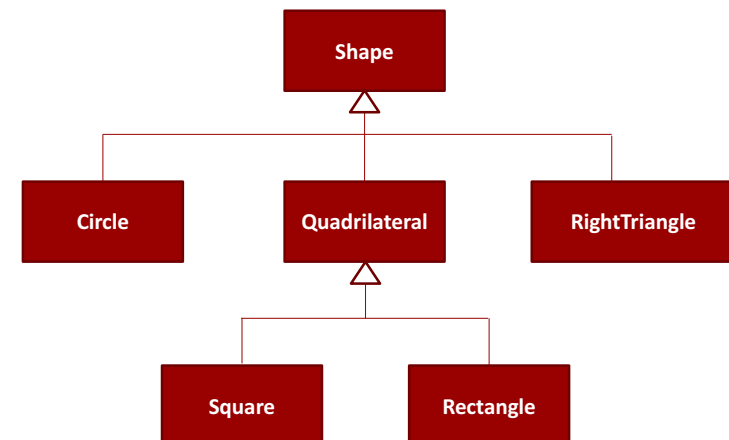 Shape
Circle
Quadrilateral
RightTriangle
Square
Rectangle